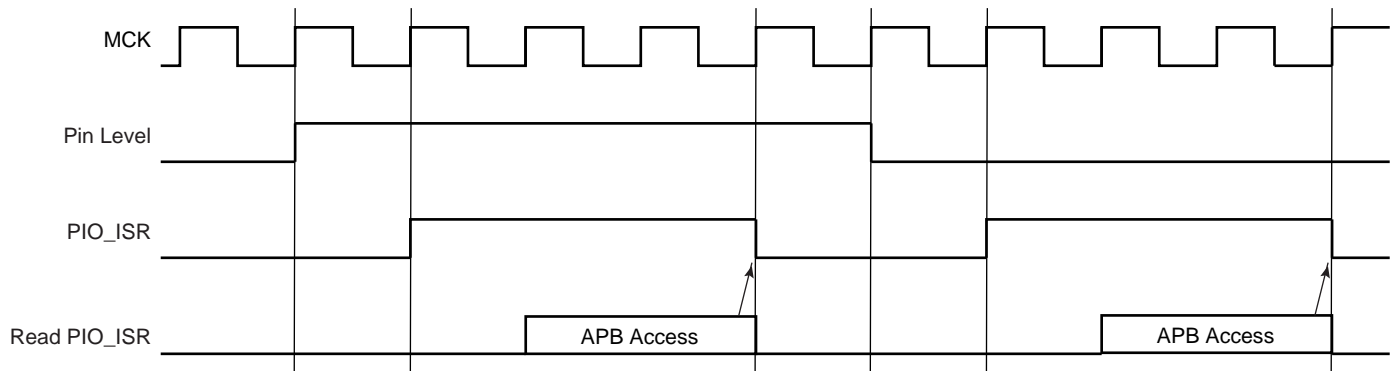 MCK
Pin Level
PIO_ISR
Read PIO_ISR
APB Access
APB Access